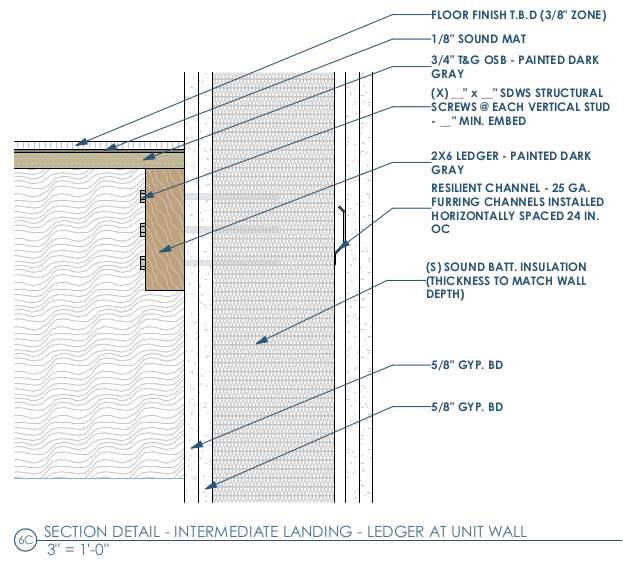 FLOOR FINISH T.B.D (3/8" ZONE)
1/8" SOUND MAT
3/4" T&G OSB - PAINTED DARK
GRAY
(X) __" x __" SDWS STRUCTURAL
SCREWS @ EACH VERTICAL STUD
- __" MIN. EMBED
2X6 LEDGER - PAINTED DARK
GRAY
RESILIENT CHANNEL - 25 GA.
FURRING CHANNELS INSTALLED
HORIZONTALLY SPACED 24 IN.
OC
(S) SOUND BATT. INSULATION
(THICKNESS TO MATCH WALL
DEPTH)
5/8" GYP. BD
5/8" GYP. BD
6C
SECTION DETAIL - INTERMEDIATE LANDING - LEDGER AT UNIT WALL
3" = 1'-0"